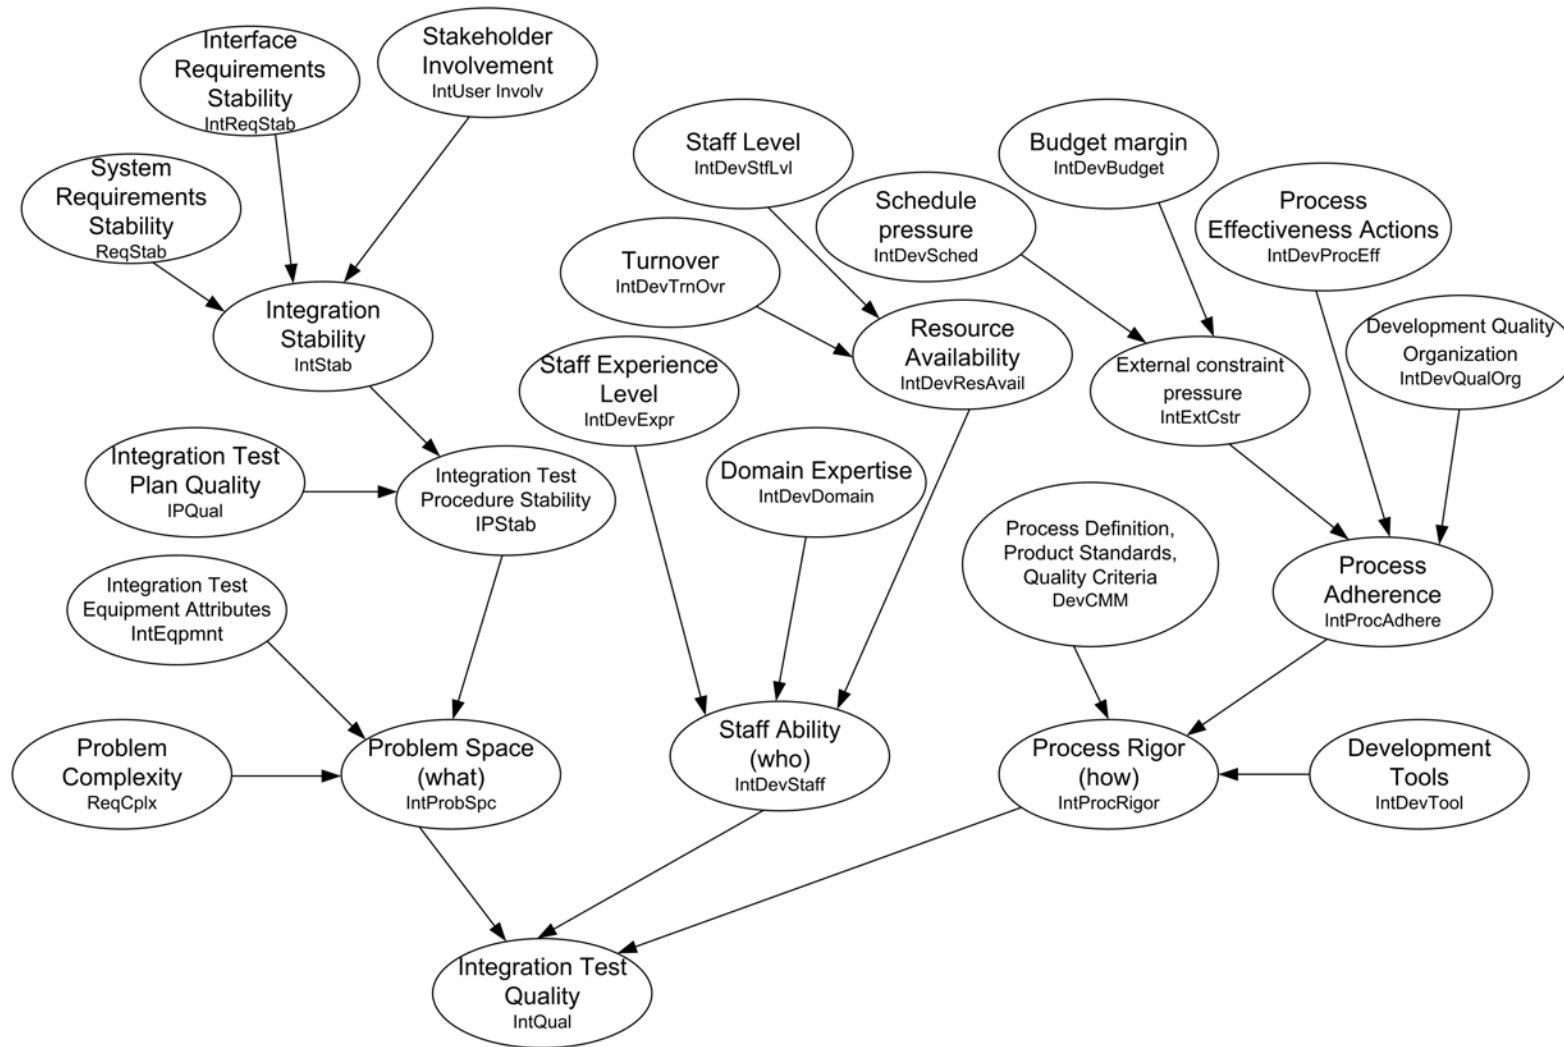 Interface
Requirements
Stability
IntReqStab
Stakeholder
Involvement
IntUser Involv
System
Requirements
Stability
ReqStab
Staff Level
IntDevStfLvl
Budget margin
IntDevBudget
Schedule
pressure
IntDevSched
Process
Effectiveness Actions
IntDevProcEff
Turnover
IntDevTrnOvr
Integration
Stability
IntStab
Resource
Availability
IntDevResAvail
Development Quality
Organization
IntDevQualOrg
Staff Experience
Level
IntDevExpr
External constraint
pressure
IntExtCstr
Integration Test
Plan Quality
IPQual
Integration Test
Procedure Stability
IPStab
Domain Expertise
IntDevDomain
Process Definition,
Product Standards,
Quality Criteria
DevCMM
Process
Adherence
IntProcAdhere
Integration Test
Equipment Attributes
IntEqpmnt
Problem
Complexity
ReqCplx
Problem Space
(what)
IntProbSpc
Staff Ability
(who)
IntDevStaff
Process Rigor
(how)
IntProcRigor
Development
Tools
IntDevTool
Integration Test
Quality
IntQual